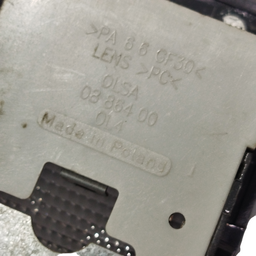 >PA 6 6 GF30<
LENS >PC<
OLSA
08 864 00
Made in Poland